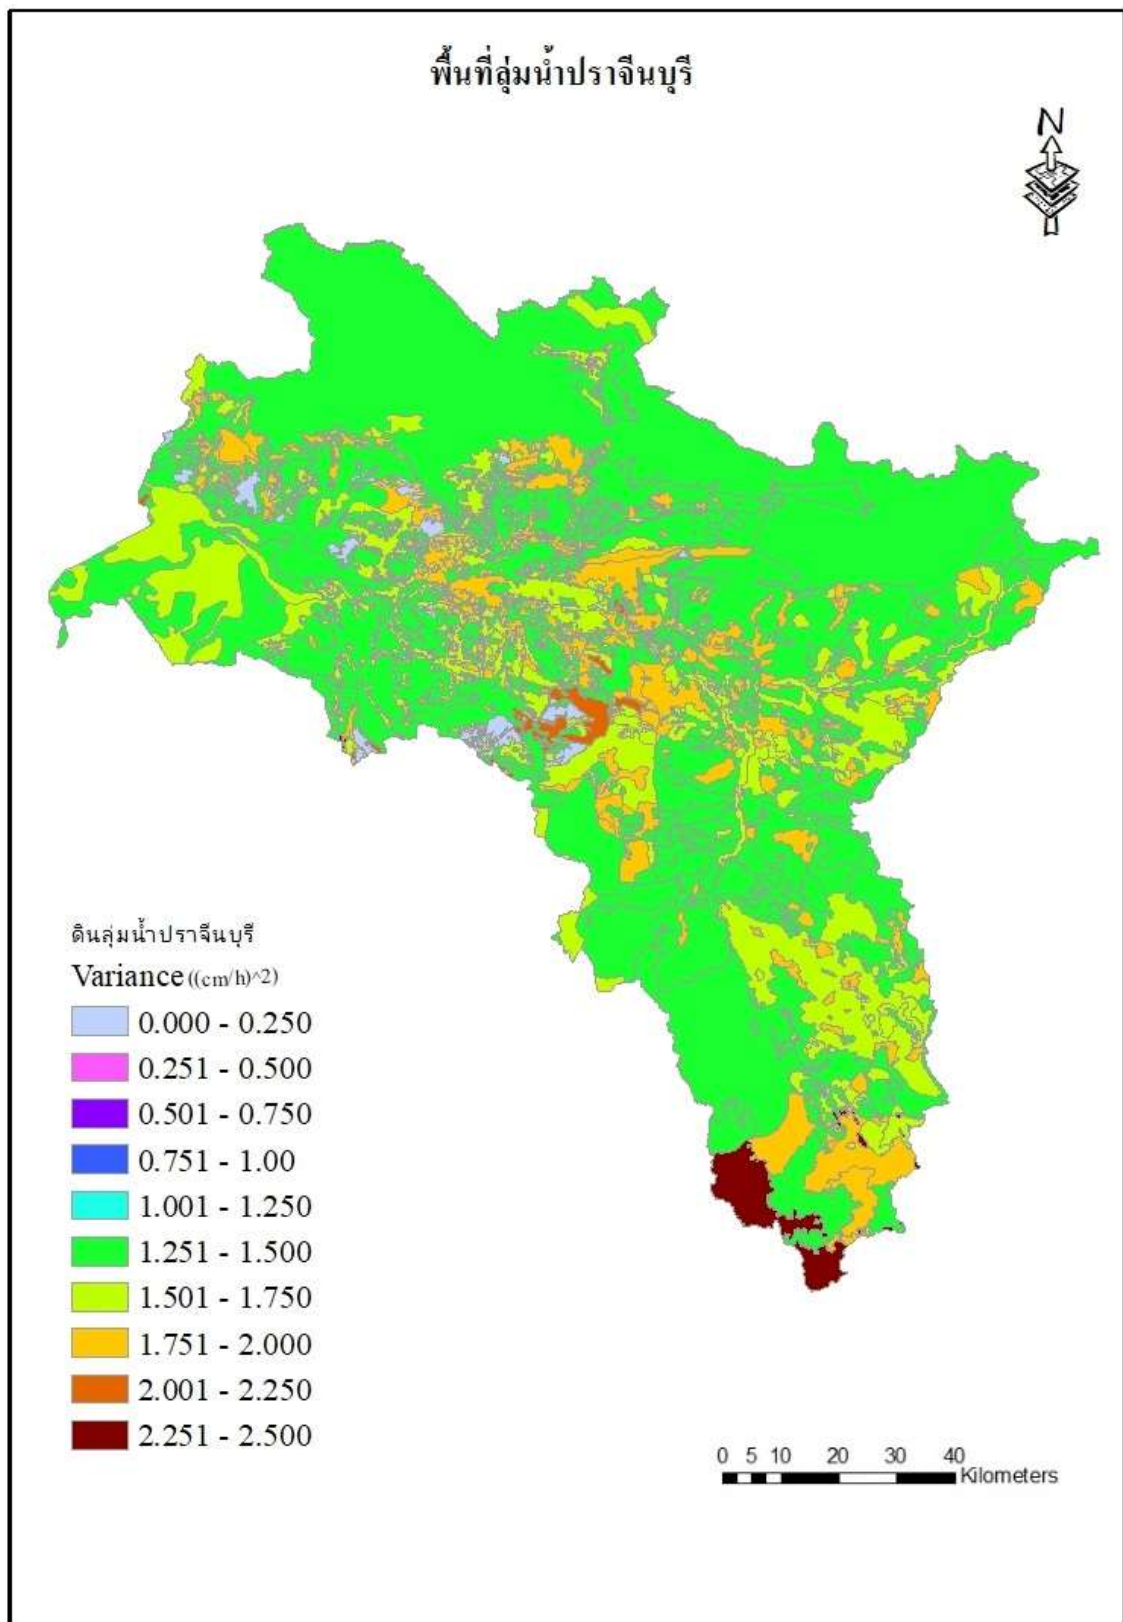 พื้นที่ลุ่มน้ำปราจีนบุรี
N
ดินลุ่มน้ำปราจีนบุรี
Variance ((cm/h)^2)
0.000 - 0.250
0.251 - 0.500
0.501 - 0.750
0.751 - 1.00
1.001 - 1.250
1.251 - 1.500
1.501 - 1.750
1.751 - 2.000
2.001 - 2.250
2.251 - 2.500
0 5 10 20 30 40
Kilometers